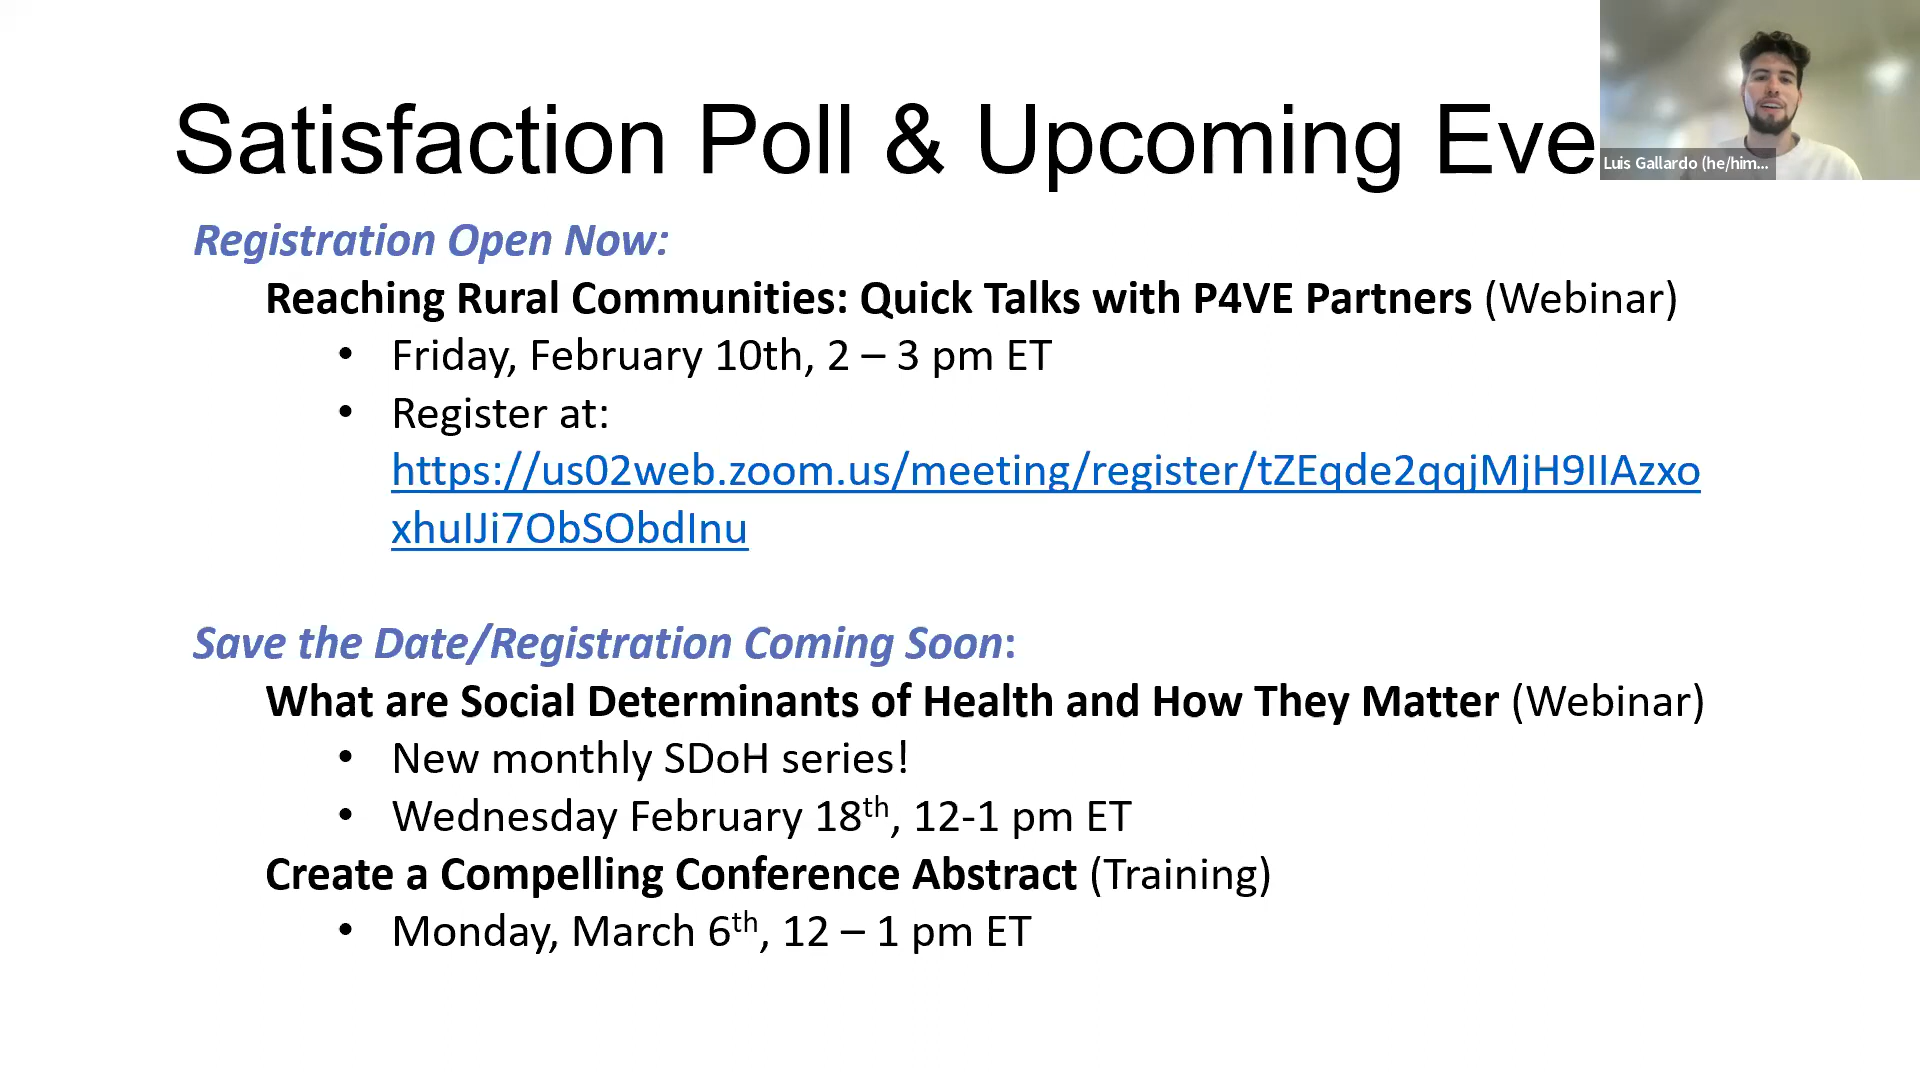 Satisfaction Poll & Upcoming Eve
Luis Gallardo (he/him...
Registration Open Now:
Reaching Rural Communities: Quick Talks with P4VE Partners (Webinar)
• Friday, February 10th, 2 – 3 pm ET
• Register at:
https://us02web.zoom.us/meeting/register/tZEqde2qqjMjH9IIAzxo
xhuIJi7ObSObdInu
Save the Date/Registration Coming Soon:
What are Social Determinants of Health and How They Matter (Webinar)
• New monthly SDoH series!
• Wednesday February 18th, 12-1 pm ET
Create a Compelling Conference Abstract (Training)
• Monday, March 6th, 12 – 1 pm ET